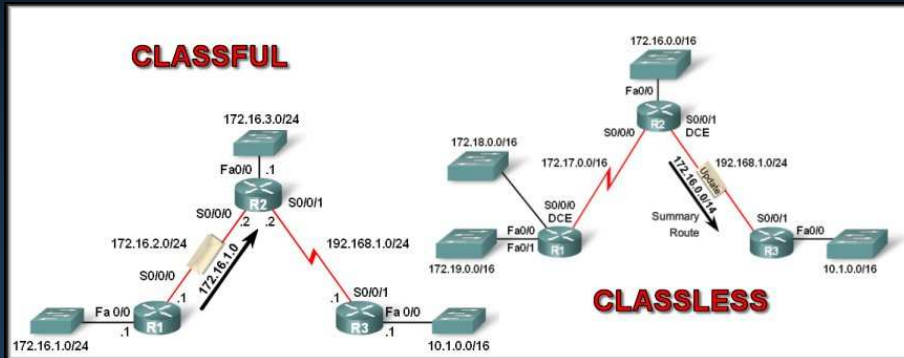 CLASSFUL
172.16.3.0/24
Fa0/0
.1
R2
S0/0/0
S0/0/1
.2
.2
172.16.2.0/24
172.16.1.0
192.168.1.0/24
S0/0/0
.1
Fa 0/0
.1
R1
172.16.1.0/24
.1
S0/0/1
R3
Fa 0/0
.1
10.1.0.0/16
172.16.0.0/16
Fa0/0
R2
S0/0/1
DCE
S0/0/0
172.18.0.0/16
172.17.0.0/16
192.168.1.0/24
Update
172.16.0.0/14
Summary
Route
S0/0/0
DCE
Fa0/0
Fa0/1
R1
172.19.0.0/16
S0/0/1
R3
Fa0/0
10.1.0.0/16
CLASSLESS